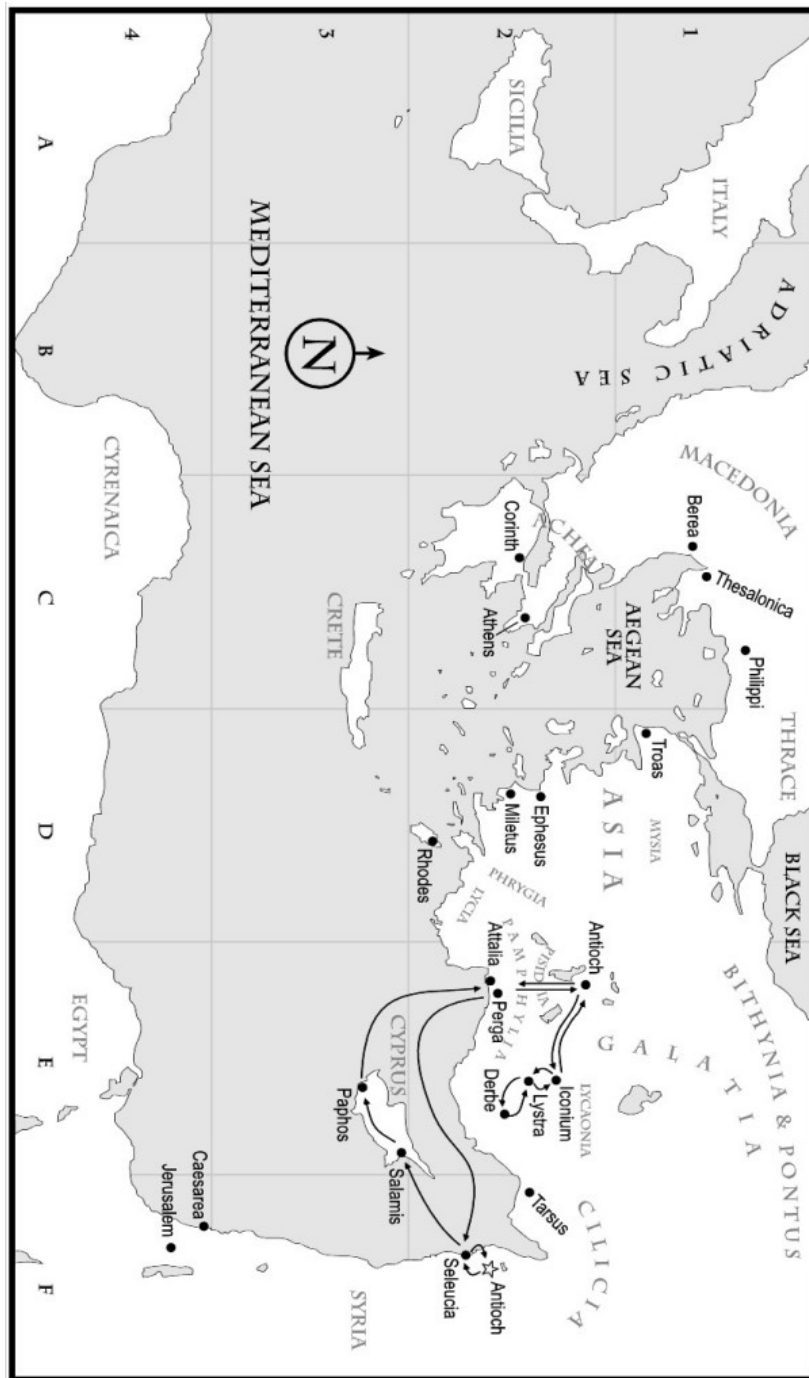 1
2
3
4
A
B
C
D
E
F
ITALY
SICILIA
ADRIATIC SEA
MEDITERRANEAN SEA
N
MACEDONIA
THRACE
BLACK SEA
BITHYNIA & PONTUS
Berea
Thesalonica
Philippi
ACHEA
Corinth
Athens
AEGEAN
SEA
CRETE
CYRENAICA
Troas
MYSIA
ASIA
Ephesus
Miletus
Rhodes
PHRYGIA
LYCIA
PAMPHYLIA
PISIDIA
Antioch
GALATIA
Attalia
Perga
LYCAONIA
Iconium
Lystra
Derbe
CYPRUS
Paphos
Salamis
EGYPT
Tarsus
CILICIA
Antioch
Seleucia
SYRIA
Caesarea
Jerusalem